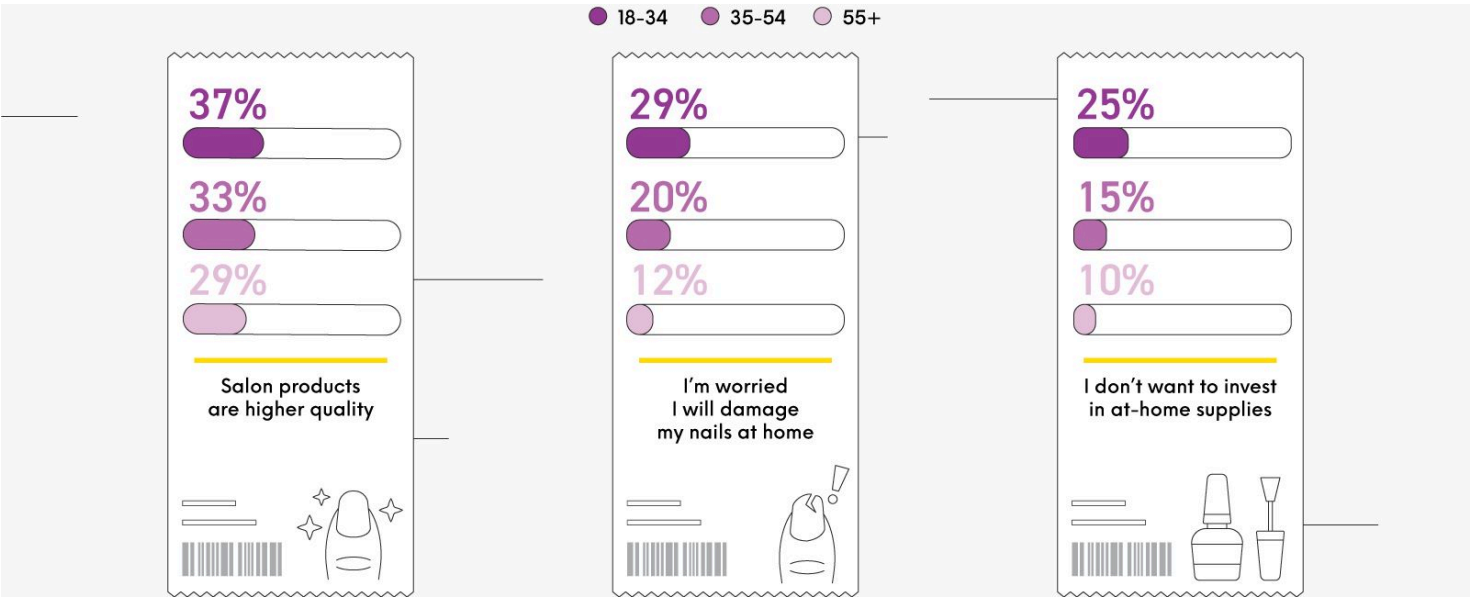 18-34 35-54 55+
37%
33%
29%
Salon products
are higher quality
29%
20%
12%
I'm worried
I will damage
my nails at home
25%
15%
10%
I don't want to invest
in at-home supplies